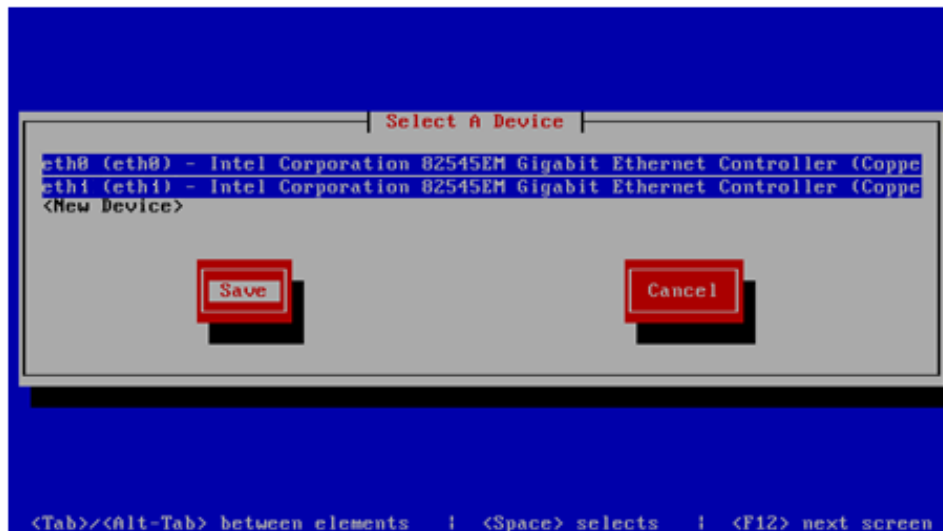 Select A Device
eth0 (eth0) - Intel Corporation 82545EM Gigabit Ethernet Controller (Coppe
eth1 (eth1) - Intel Corporation 82545EM Gigabit Ethernet Controller (Coppe
<New Device>
Save Cancel
<Tab>/<Alt-Tab> between elements | <Space> selects | <F12> next screen